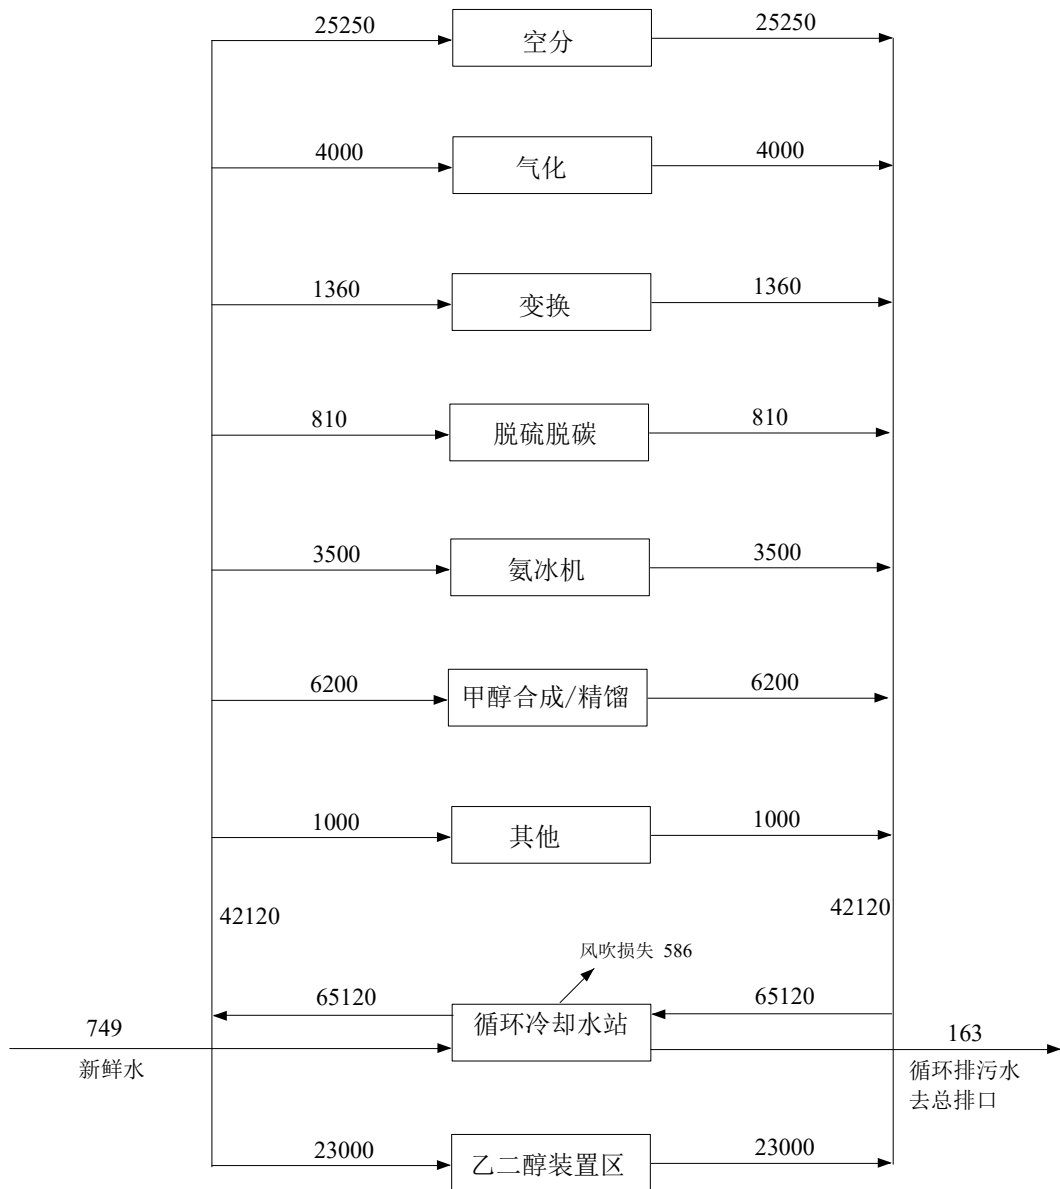 25250
空分
25250
4000
气化
4000
1360
变换
1360
810
脱硫脱碳
810
3500
氨冰机
3500
6200
甲醇合成/精馏
6200
1000
其他
1000
42120
42120
风吹损失 586
65120
循环冷却水站
65120
749
新鲜水
163
循环排污水
去总排口
23000
乙二醇装置区
23000